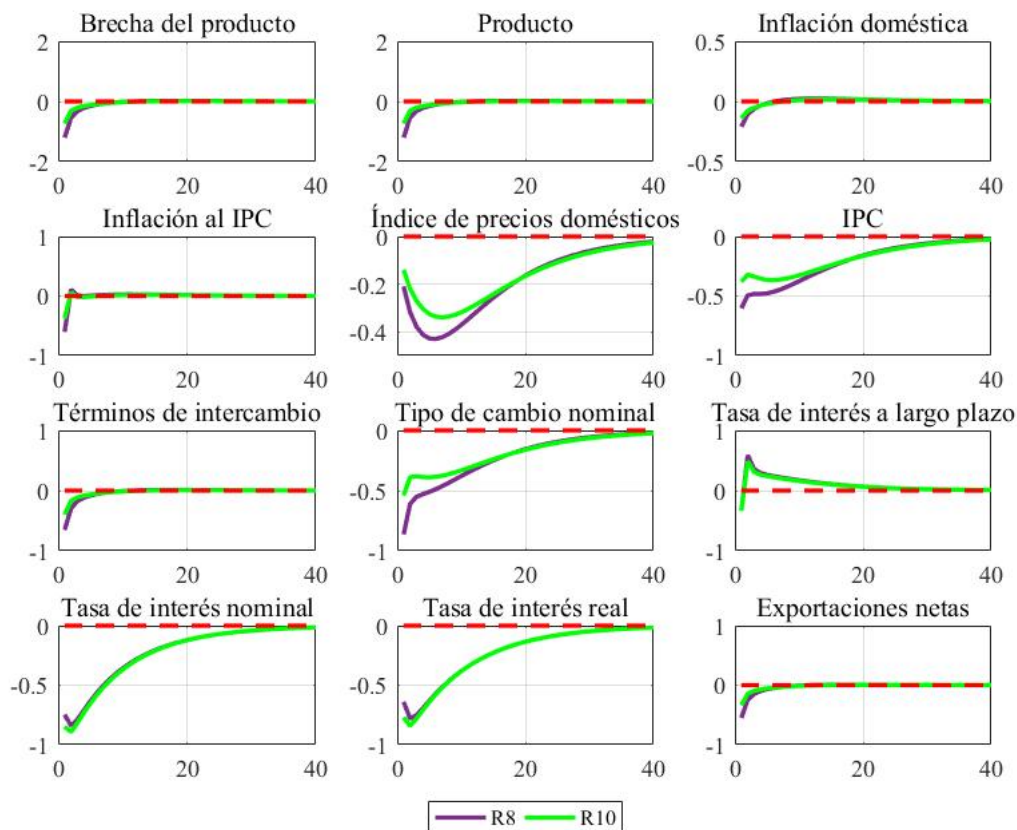 Brecha del producto Producto Inflación doméstica
2 2 0.5
0 0 0
-2 -2 -0.5
0 20 40 0 20 40 0 20 40
Inflación al IPC Índice de precios domésticos IPC
1 0 0
0 -0.2 -0.5
-0.4
-1 -1
0 20 40 0 20 40 0 20 40
Términos de intercambio Tipo de cambio nominal Tasa de interés a largo plazo
1 0 1
0 -0.5 0
-1 -1 -1
0 20 40 0 20 40 0 20 40
Tasa de interés nominal Tasa de interés real Exportaciones netas
0 0 1
-0.5 -0.5 0
-1 -1 -1
0 20 40 0 20 40 0 20 40
R8 R10